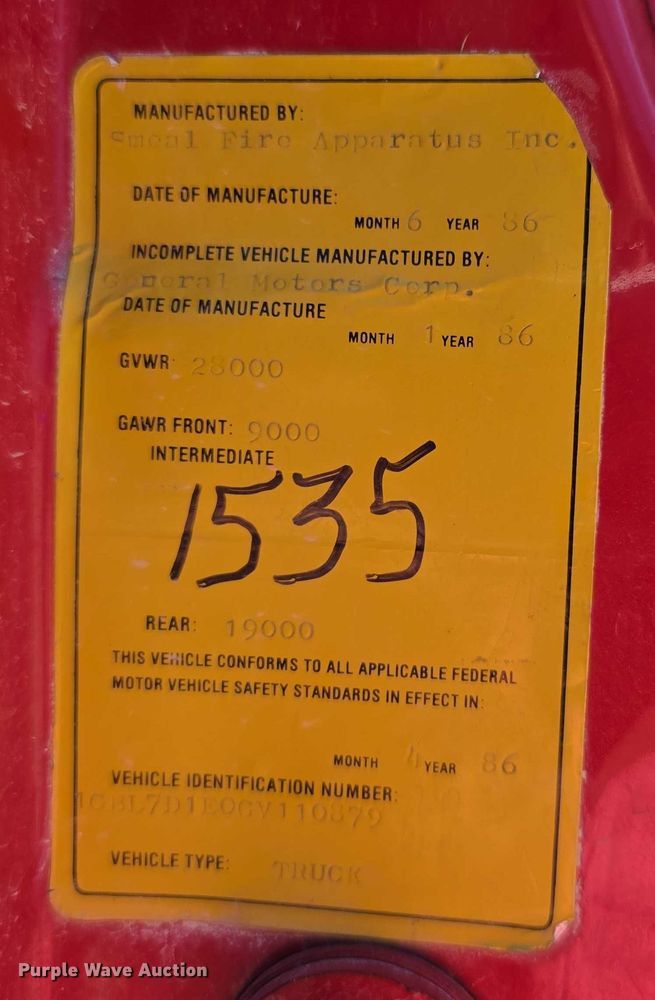 MANUFACTURED BY:
Smeal Fire Apparatus Inc.
DATE OF MANUFACTURE:
MONTH 6 YEAR 86
INCOMPLETE VEHICLE MANUFACTURED BY:
General Motors Corp.
DATE OF MANUFACTURE
MONTH 1 YEAR 86
GVWR: 28000
GAWR FRONT: 9000
INTERMEDIATE
1535
REAR: 19000
THIS VEHICLE CONFORMS TO ALL APPLICABLE FEDERAL
MOTOR VEHICLE SAFETY STANDARDS IN EFFECT IN:
MONTH 4 YEAR 86
VEHICLE IDENTIFICATION NUMBER:
1GBL7D1E0GV110879
VEHICLE TYPE: TRUCK
Purple Wave Auction